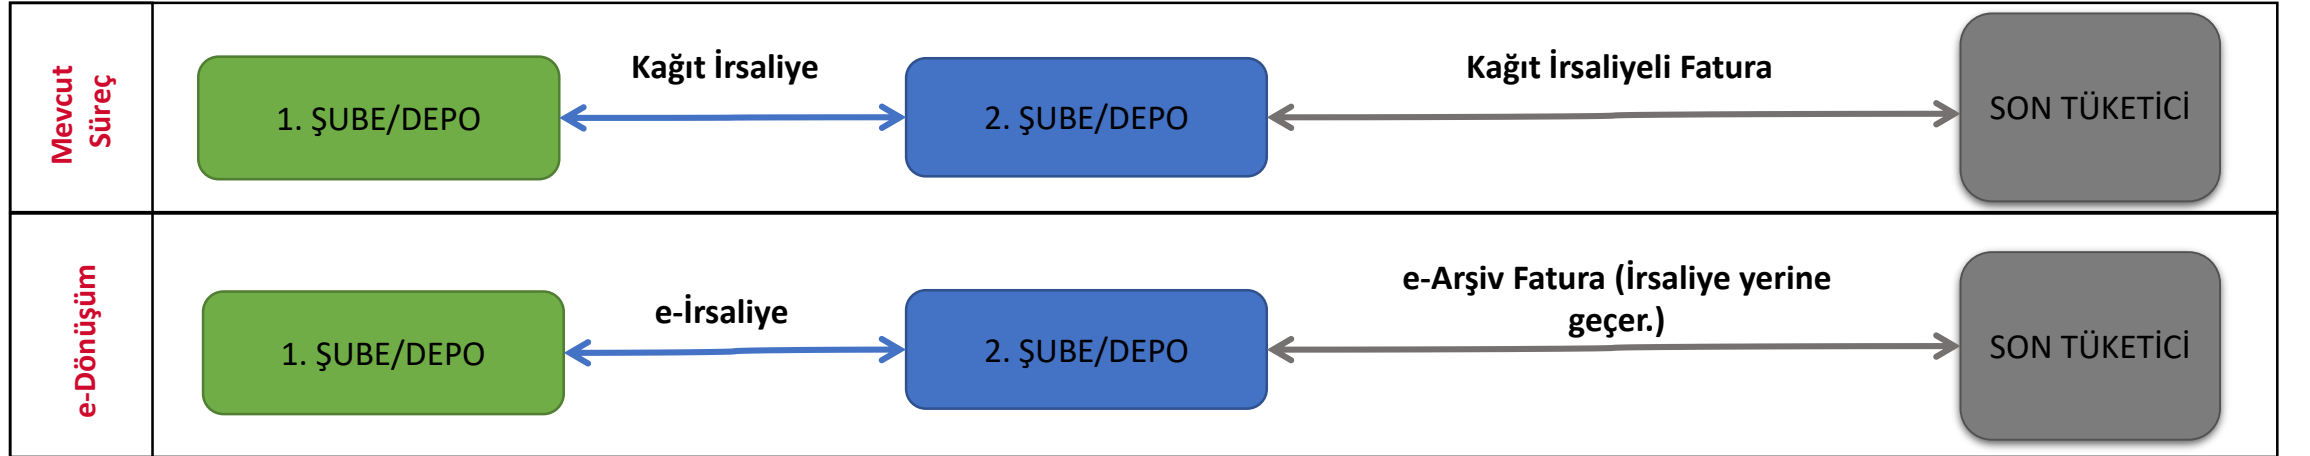 Mevcut
Süreç
1. ŞUBE/DEPO
Kağıt İrsaliye
2. ŞUBE/DEPO
Kağıt İrsaliyeli Fatura
SON TÜKETİCİ
e-Dönüşüm
1. ŞUBE/DEPO
e-İrsaliye
2. ŞUBE/DEPO
e-Arşiv Fatura (İrsaliye yerine
geçer.)
SON TÜKETİCİ